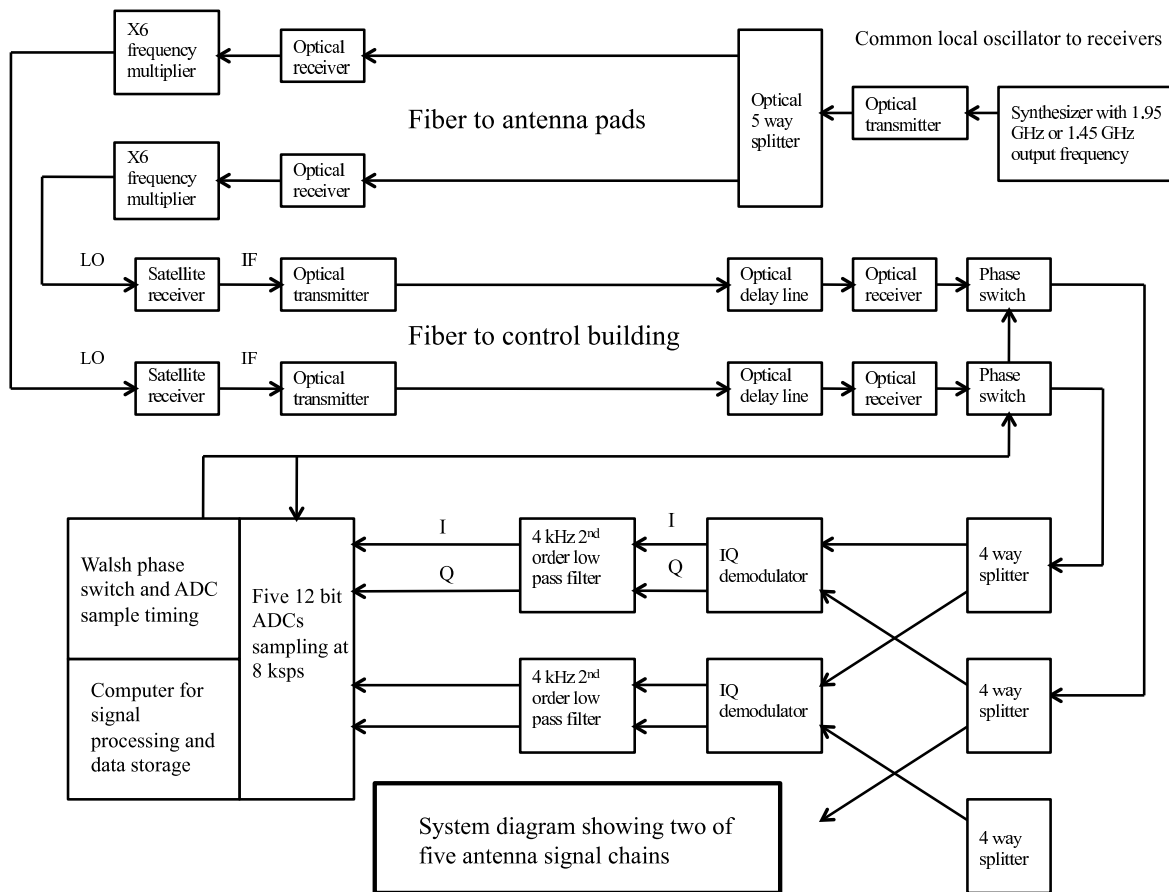 X6
frequency
multiplier
Optical
receiver
Fiber to antenna pads
Optical
5 way
splitter
Common local oscillator to receivers
Optical
transmitter
Synthesizer with 1.95
GHz or 1.45 GHz
output frequency
X6
frequency
multiplier
Optical
receiver
LO
Satellite
receiver
IF
Optical
transmitter
Optical
delay line
Optical
receiver
Phase
switch
Fiber to control building
LO
Satellite
receiver
IF
Optical
transmitter
Optical
delay line
Optical
receiver
Phase
switch
Walsh phase
switch and ADC
sample timing
Computer for
signal
processing and
data storage
Five 12 bit
ADCs
sampling at
8 ksps
I
Q
4 kHz 2nd
order low
pass filter
I
Q
IQ
demodulator
4 way
splitter
4 kHz 2nd
order low
pass filter
IQ
demodulator
4 way
splitter
4 way
splitter
System diagram showing two of
five antenna signal chains